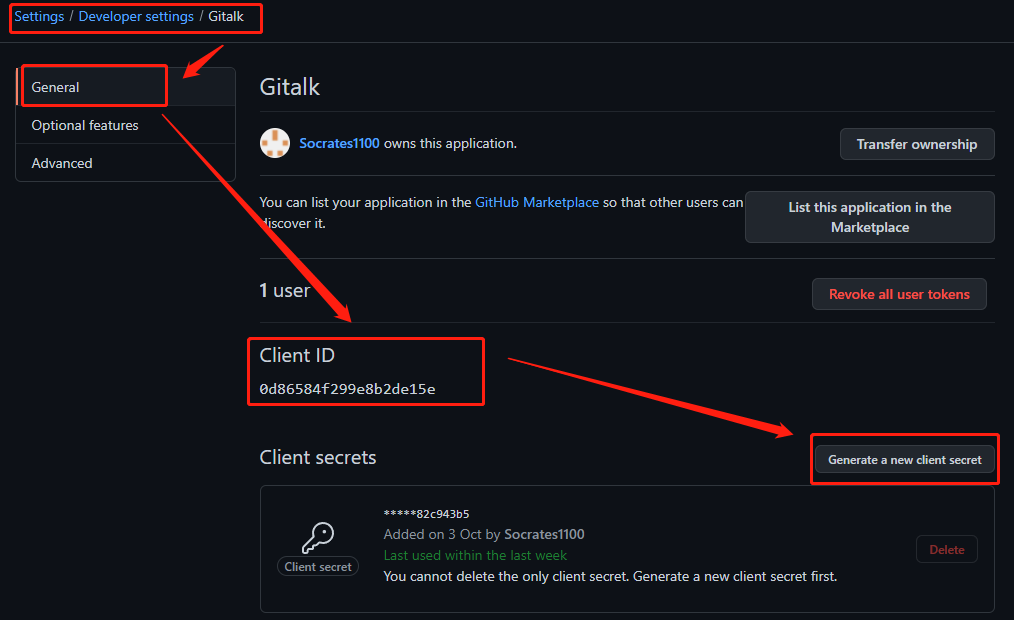 Settings / Developer settings / Gitalk
General
Optional features
Advanced
Gitalk
Socrates1100 owns this application.
Transfer ownership
You can list your application in the GitHub Marketplace so that other users can
discover it.
List this application in the
Marketplace
1 user
Revoke all user tokens
Client ID
0d86584f299e8b2de15e
Client secrets
Generate a new client secret
*****82c943b5
Added on 3 Oct by Socrates1100
Last used within the last week
You cannot delete the only client secret. Generate a new client secret first.
Client secret
Delete